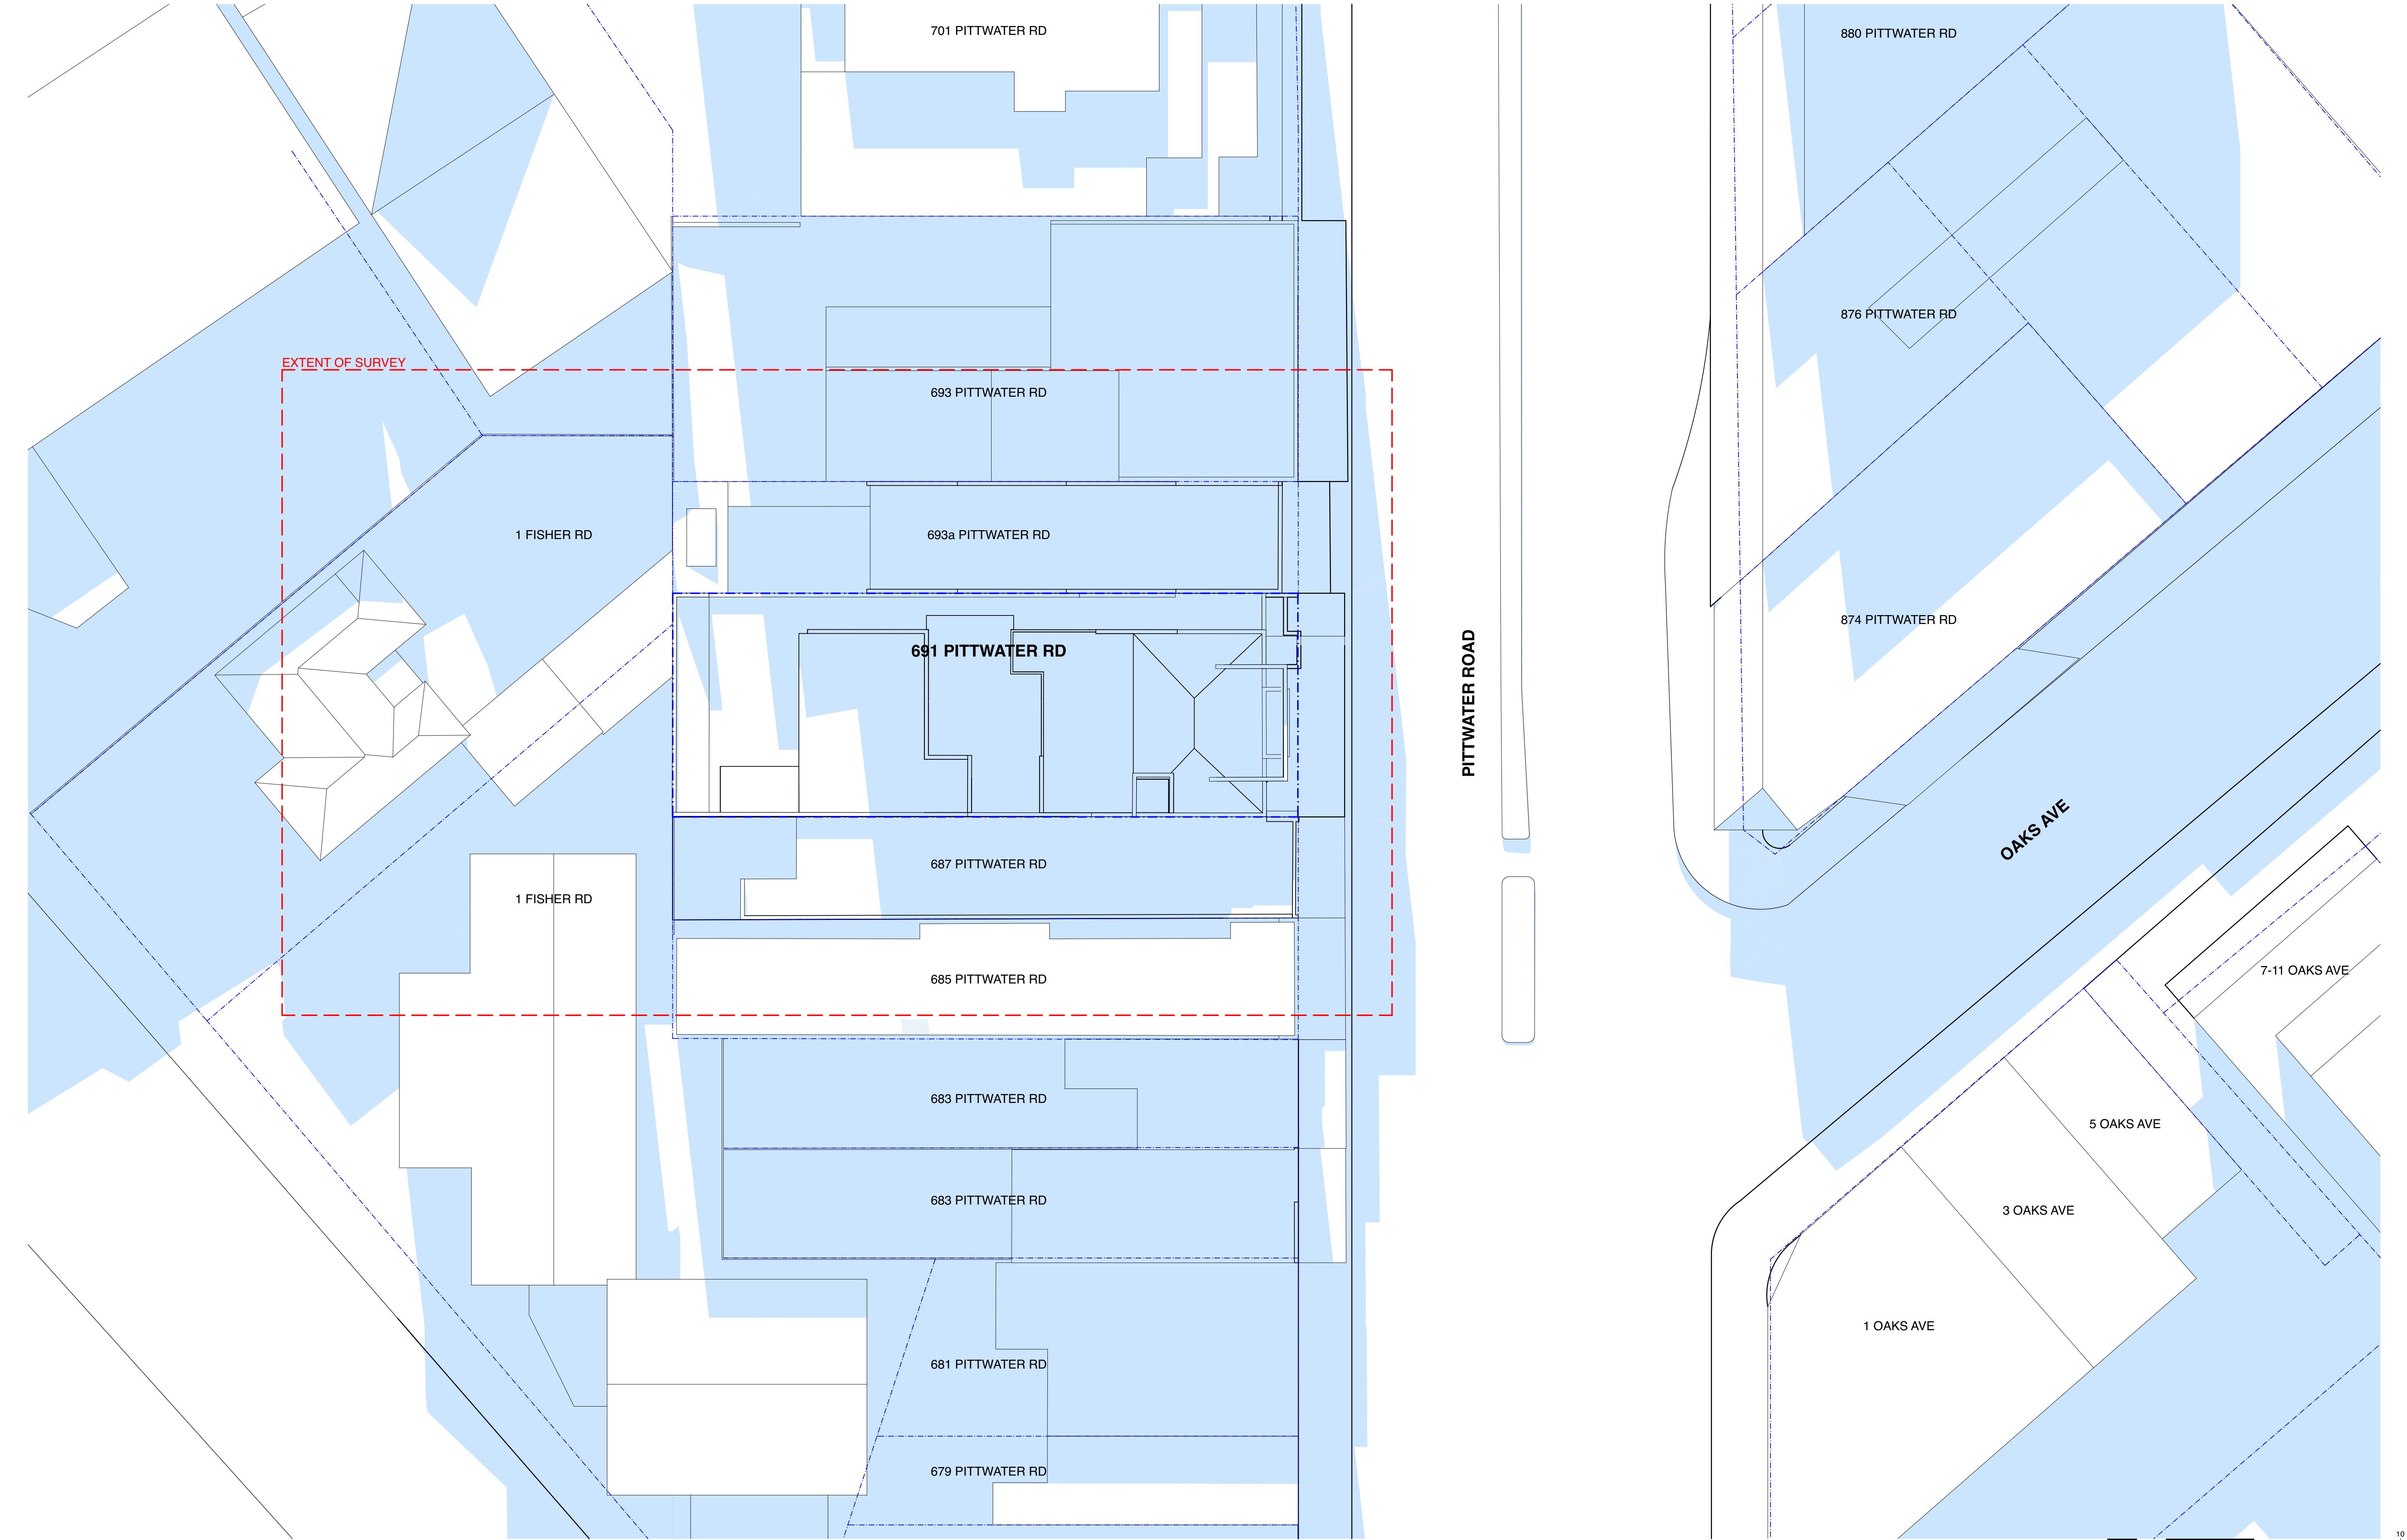 701 PITTWATER RD
880 PITTWATER RD
876 PITTWATER RD
EXTENT OF SURVEY
693 PITTWATER RD
1 FISHER RD
693a PITTWATER RD
874 PITTWATER RD
691 PITTWATER RD
PITTWATER ROAD
OAKS AVE
687 PITTWATER RD
1 FISHER RD
685 PITTWATER RD
7-11 OAKS AVE
683 PITTWATER RD
5 OAKS AVE
683 PITTWATER RD
3 OAKS AVE
1 OAKS AVE
681 PITTWATER RD
679 PITTWATER RD